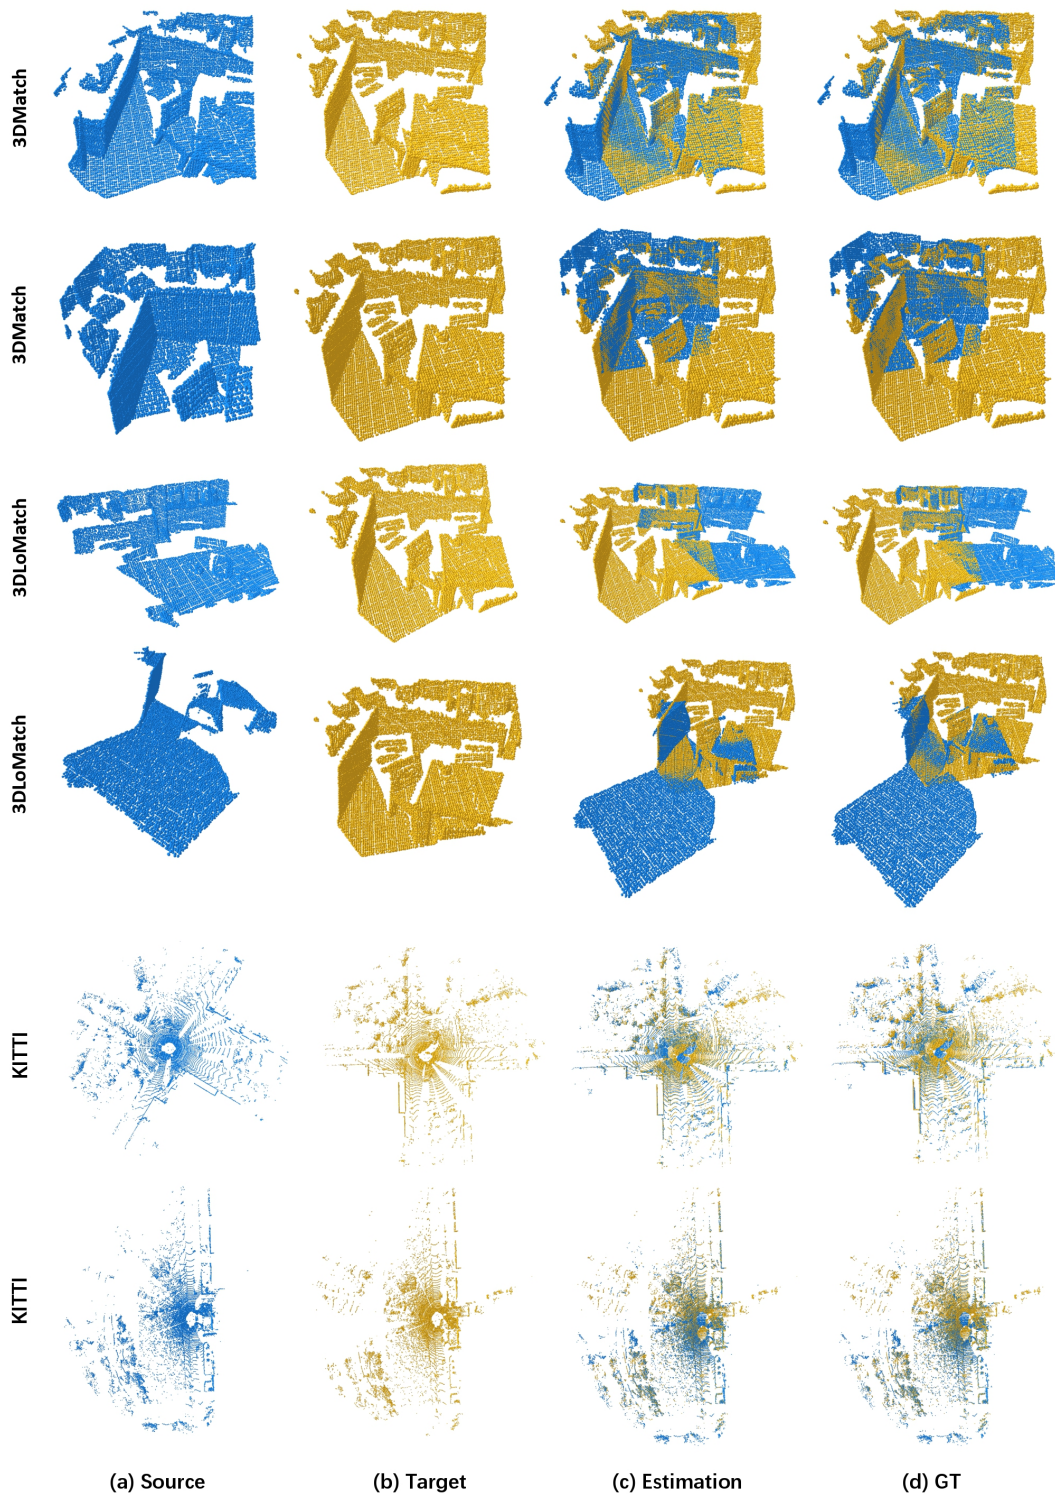 3DMatch
3DMatch
3DLoMatch
3DLoMatch
KITTI
KITTI
(a) Source
(b) Target
(c) Estimation
(d) GT